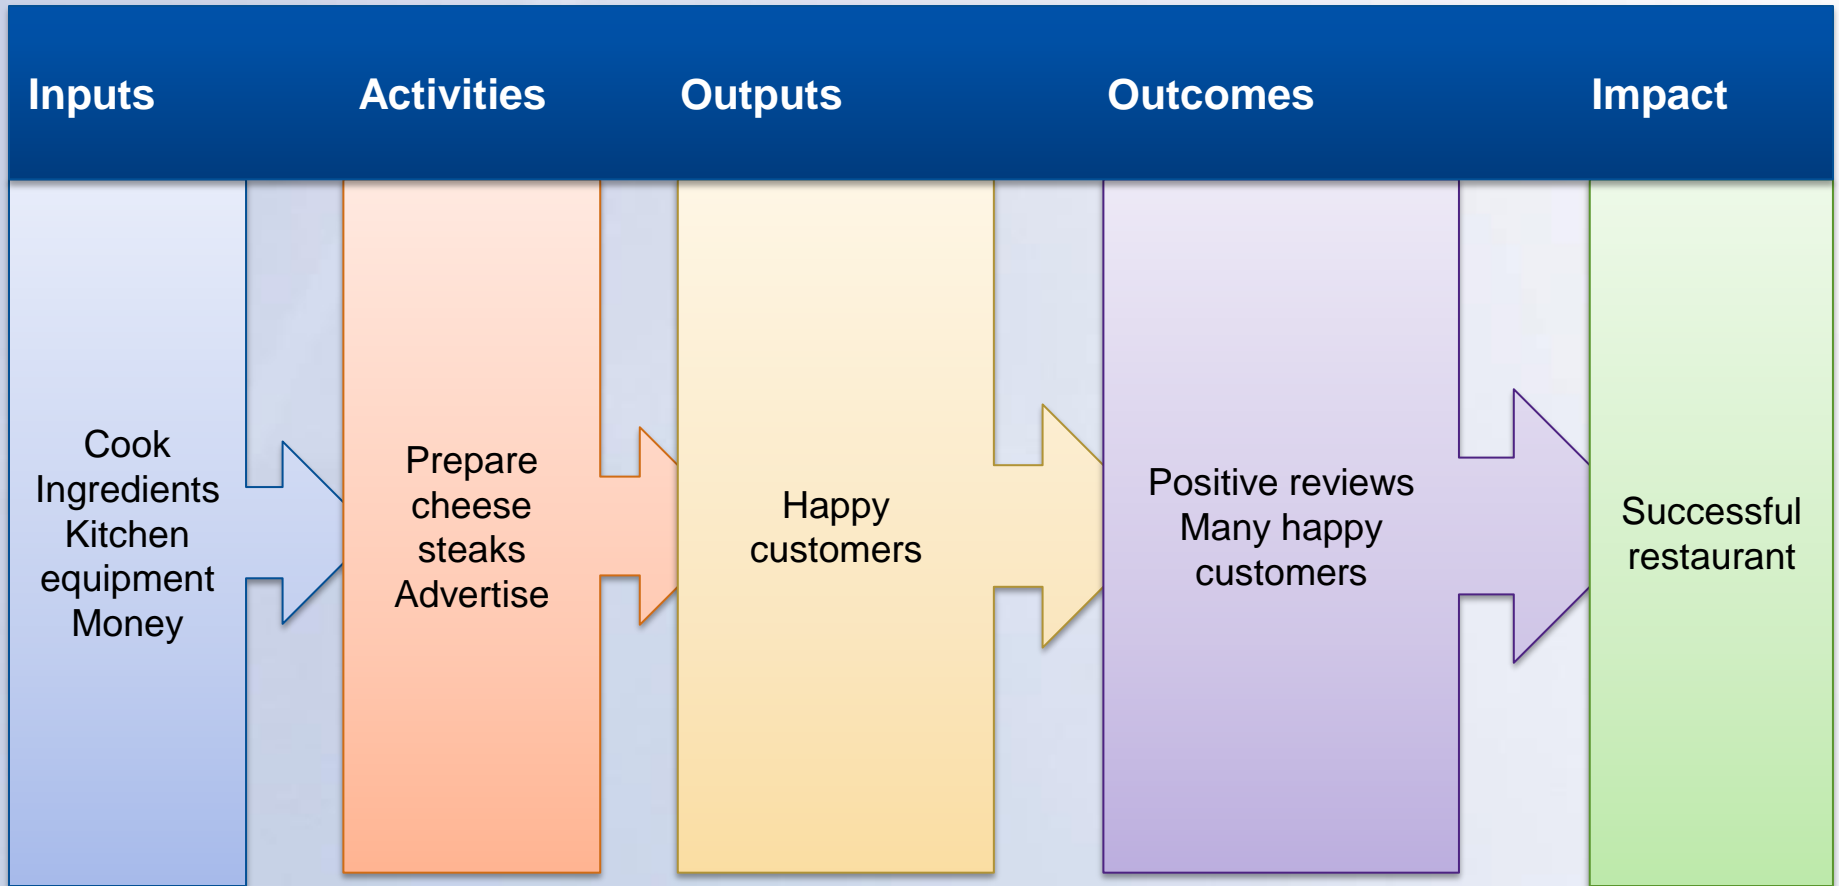 Inputs
Activities
Outputs
Outcomes
Impact
Cook
Ingredients
Kitchen
equipment
Money
Prepare
cheese
steaks
Advertise
Happy
customers
Positive reviews
Many happy
customers
Successful
restaurant